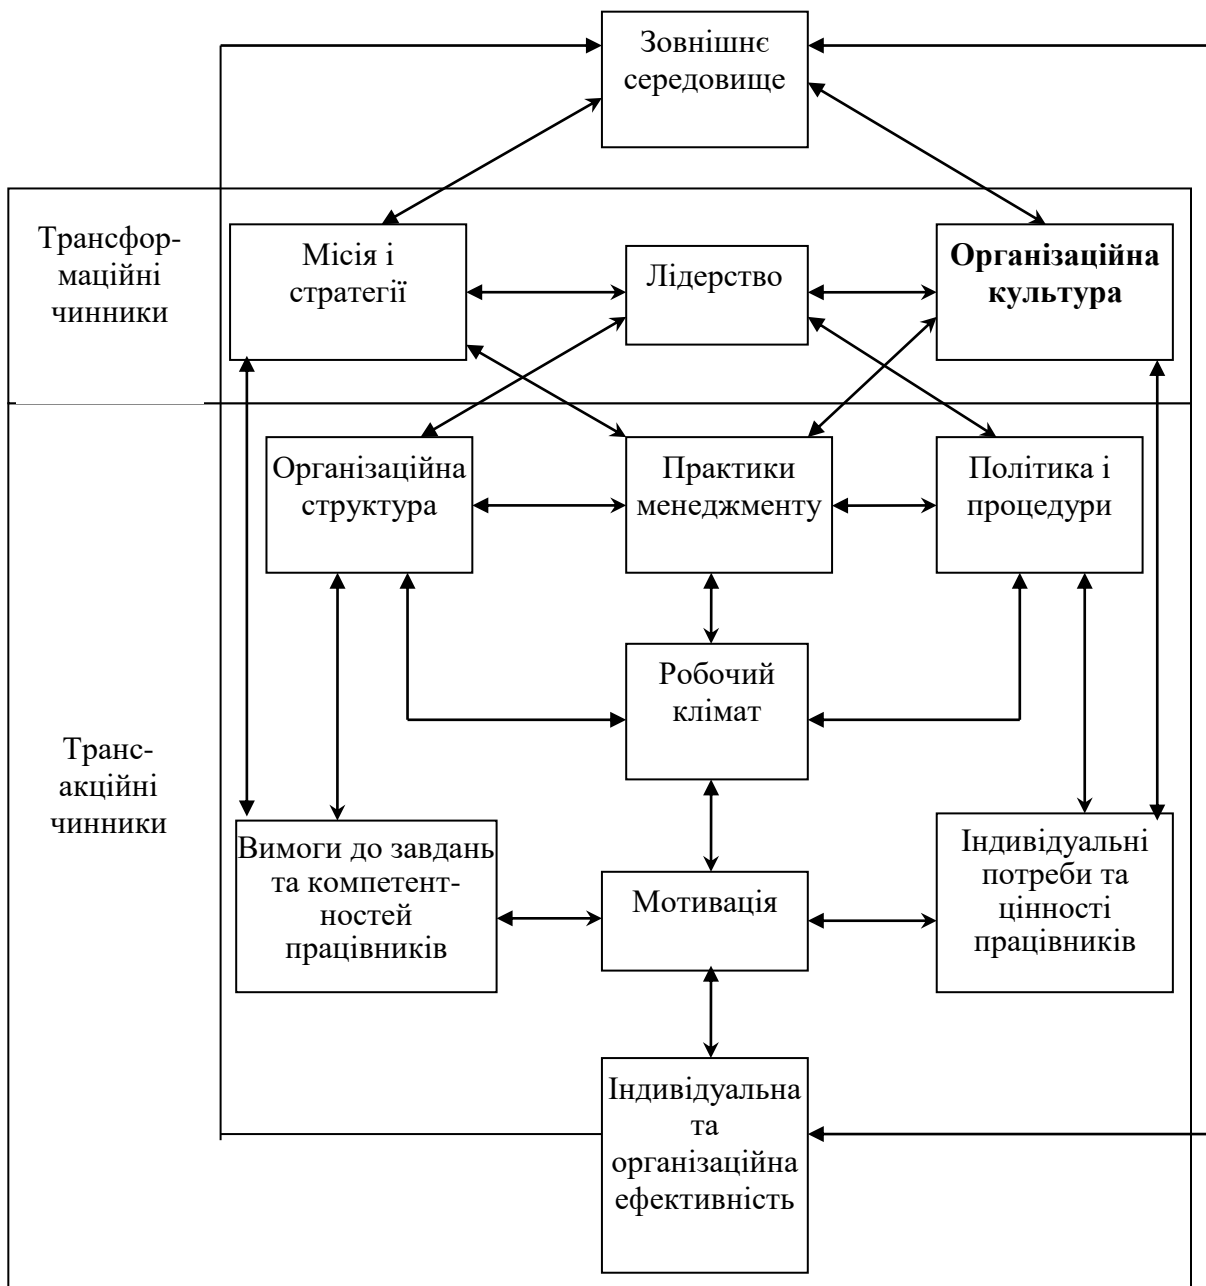 Зовнішнє
середовище
Трансфор-
маційні
чинники
Місія і
стратегії
Лідерство
Організаційна
культура
Організаційна
структура
Практики
менеджменту
Політика і
процедури
Робочий
клімат
Транс-
акційні
чинники
Вимоги до завдань
та компетент-
ностей
працівників
Мотивація
Індивідуальні
потреби та
цінності
працівників
Індивідуальна
та
організаційна
ефективність